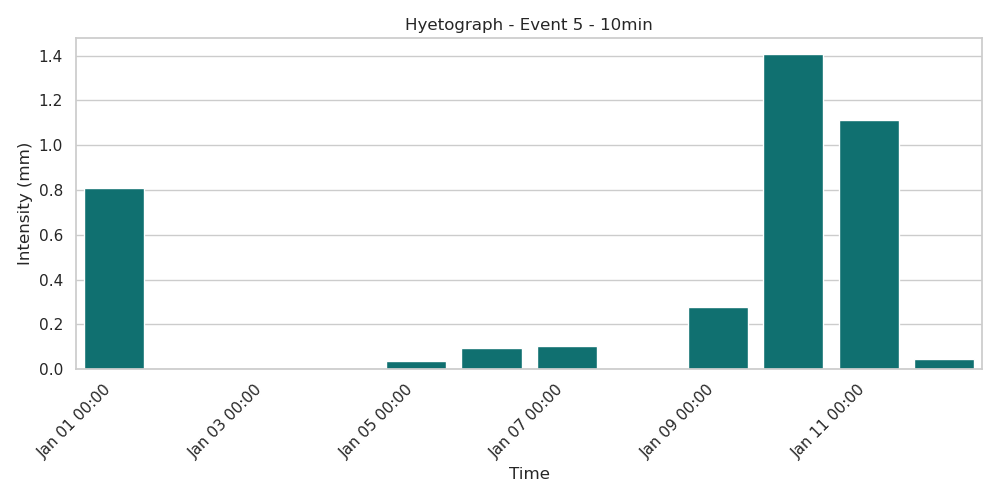 Hyetograph - Event 5 - 10min
Intensity (mm)
1.4
1.2
1.0
0.8
0.6
0.4
0.2
0.0
Jan 01 00:00
Jan 03 00:00
Jan 05 00:00
Jan 07 00:00
Jan 09 00:00
Jan 11 00:00
Time